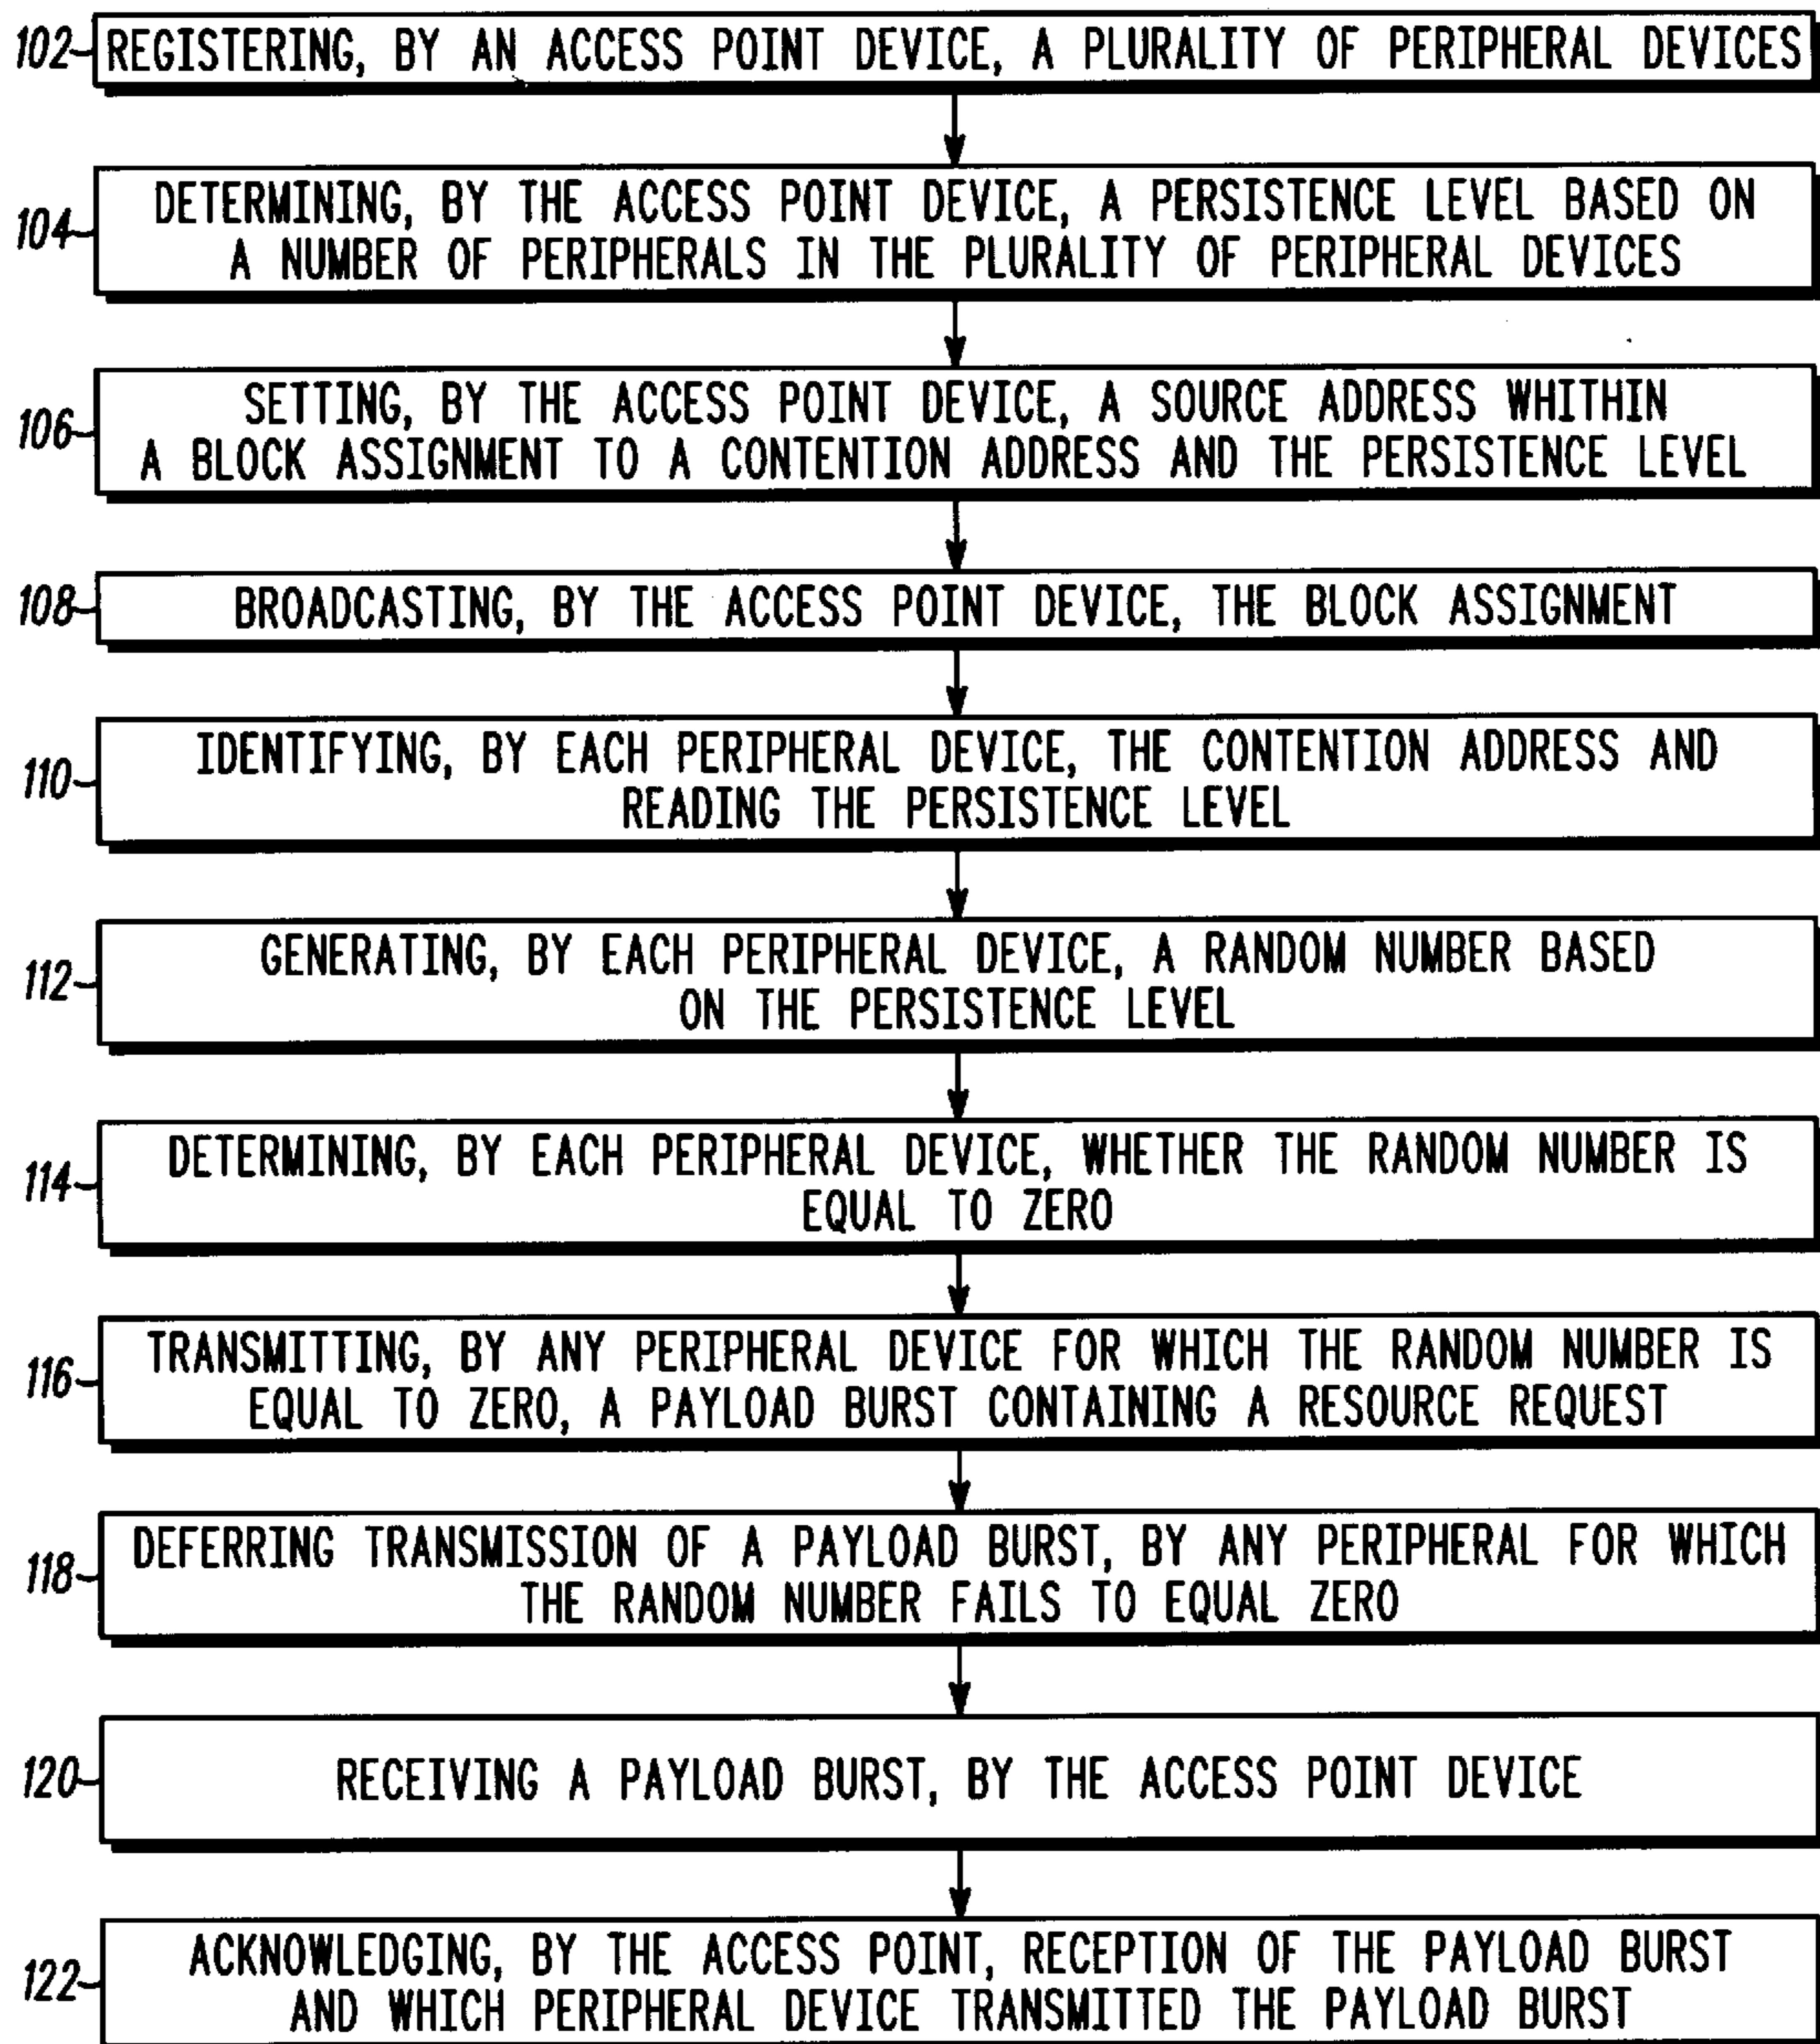 102 REGISTERING, BY AN ACCESS POINT DEVICE, A PLURALITY OF PERIPHERAL DEVICES
104 DETERMINING, BY THE ACCESS POINT DEVICE, A PERSISTENCE LEVEL BASED ON
A NUMBER OF PERIPHERALS IN THE PLURALITY OF PERIPHERAL DEVICES
106 SETTING, BY THE ACCESS POINT DEVICE, A SOURCE ADDRESS WHITHIN
A BLOCK ASSIGNMENT TO A CONTENTION ADDRESS AND THE PERSISTENCE LEVEL
108 BROADCASTING, BY THE ACCESS POINT DEVICE, THE BLOCK ASSIGNMENT
110 IDENTIFYING, BY EACH PERIPHERAL DEVICE, THE CONTENTION ADDRESS AND
READING THE PERSISTENCE LEVEL
112 GENERATING, BY EACH PERIPHERAL DEVICE, A RANDOM NUMBER BASED
ON THE PERSISTENCE LEVEL
114 DETERMINING, BY EACH PERIPHERAL DEVICE, WHETHER THE RANDOM NUMBER IS
EQUAL TO ZERO
116 TRANSMITTING, BY ANY PERIPHERAL DEVICE FOR WHICH THE RANDOM NUMBER IS
EQUAL TO ZERO, A PAYLOAD BURST CONTAINING A RESOURCE REQUEST
118 DEFERRING TRANSMISSION OF A PAYLOAD BURST, BY ANY PERIPHERAL FOR WHICH
THE RANDOM NUMBER FAILS TO EQUAL ZERO
120 RECEIVING A PAYLOAD BURST, BY THE ACCESS POINT DEVICE
122 ACKNOWLEDGING, BY THE ACCESS POINT, RECEPTION OF THE PAYLOAD BURST
AND WHICH PERIPHERAL DEVICE TRANSMITTED THE PAYLOAD BURST